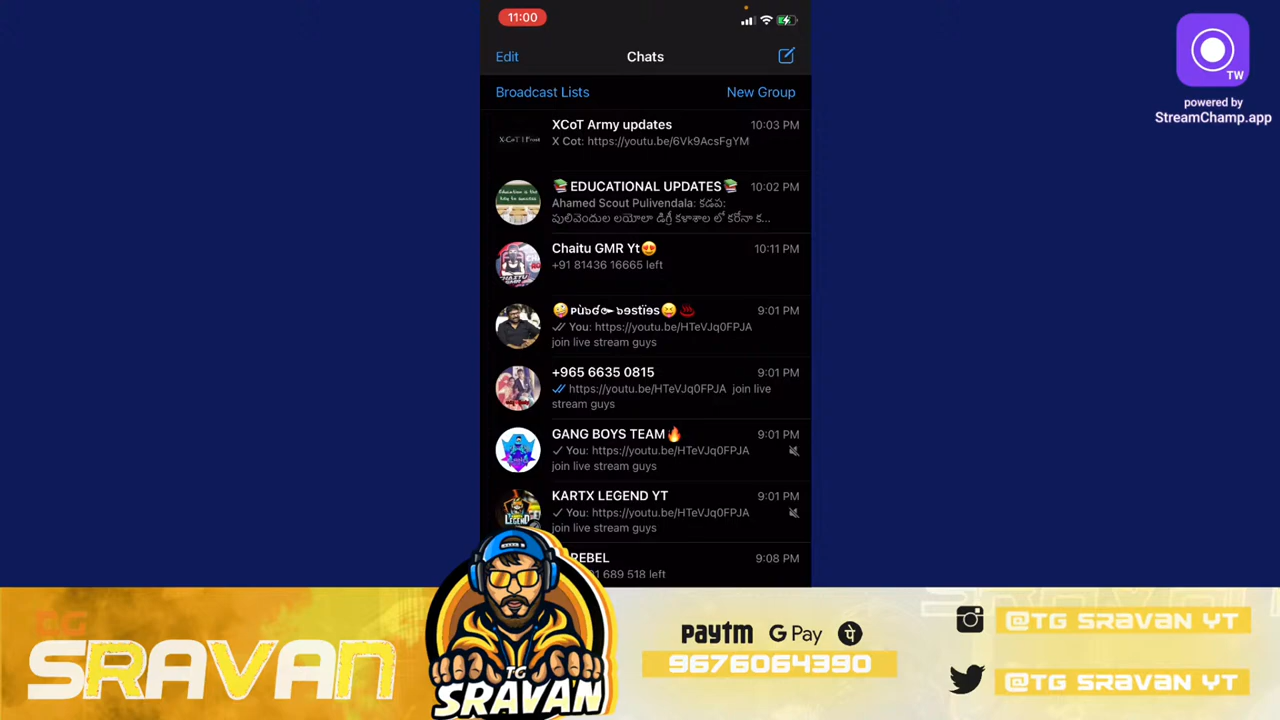 11:00
TW
powered by
StreamChamp.app
Edit
Chats
Broadcast Lists
New Group
XCoT Army updates
10:03 PM
X Cot: https://youtu.be/6Vk9AcsFgYM
📚EDUCATIONAL UPDATES📚
10:02 PM
Ahamed Scout Pulivendala: కడప:
పులివెందుల లయోలా డిగ్రీ కళాశాల లో కరోనా క...
Chaitu GMR Yt😍
10:11 PM
+91 81436 16665 left
9:01 PM
You: https://youtu.be/HTeVJq0FPJA
join live stream guys
+965 6635 0815
9:01 PM
https://youtu.be/HTeVJq0FPJA join live
stream guys
GANG BOYS TEAM🔥
9:01 PM
You: https://youtu.be/HTeVJq0FPJA
join live stream guys
KARTX LEGEND YT
9:01 PM
You: https://youtu.be/HTeVJq0FPJA
join live stream guys
REBEL
9:08 PM
689 518 left
TG
SRAVAN
TG
SRAVAN
paytm G Pay पे
9676064390
@TG SRAVAN YT
@TG SRAVAN YT